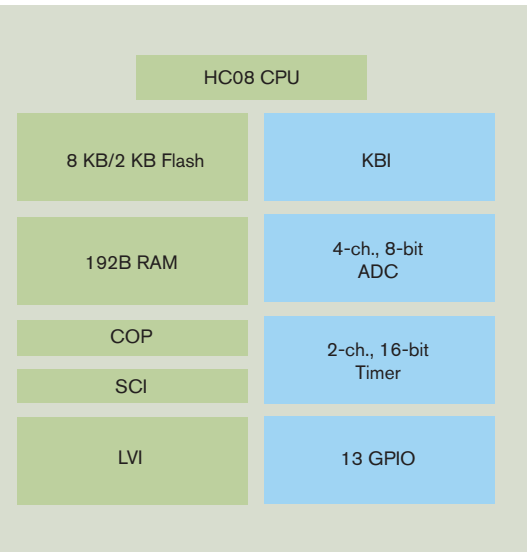 HC08 CPU
8 KB/2 KB Flash
KBI
192B RAM
4-ch., 8-bit
ADC
COP
SCI
2-ch., 16-bit
Timer
LVI
13 GPIO